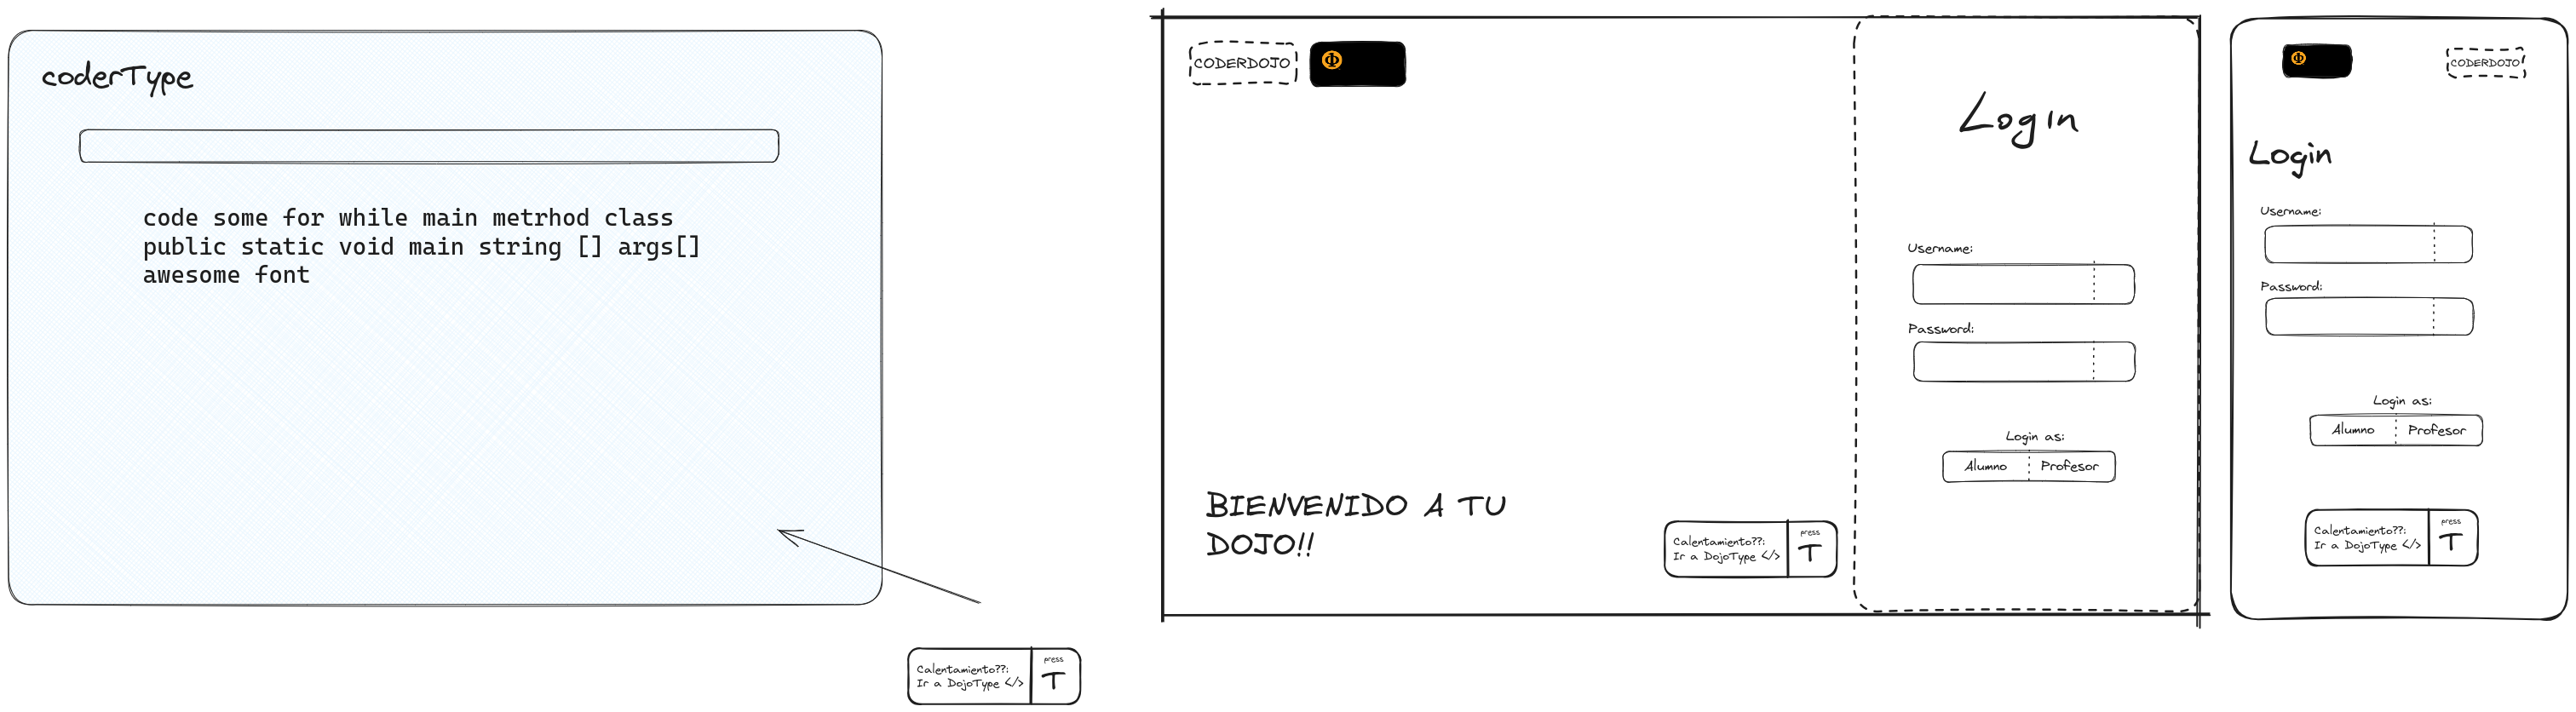 coderType
code some for while main metrhod class
public static void main string [] args[]
awesome font
Calentamiento??:
Ir a DojoType </>
press
T
CODERDOJO
Φ
BIENVENIDO A TU
DOJO!!
Calentamiento??:
Ir a DojoType </>
press
T
Login
Username:
Password:
Login as:
Alumno
Profesor
Φ
CODERDOJO
Login
Username:
Password:
Login as:
Alumno
Profesor
Calentamiento??:
Ir a DojoType </>
press
T